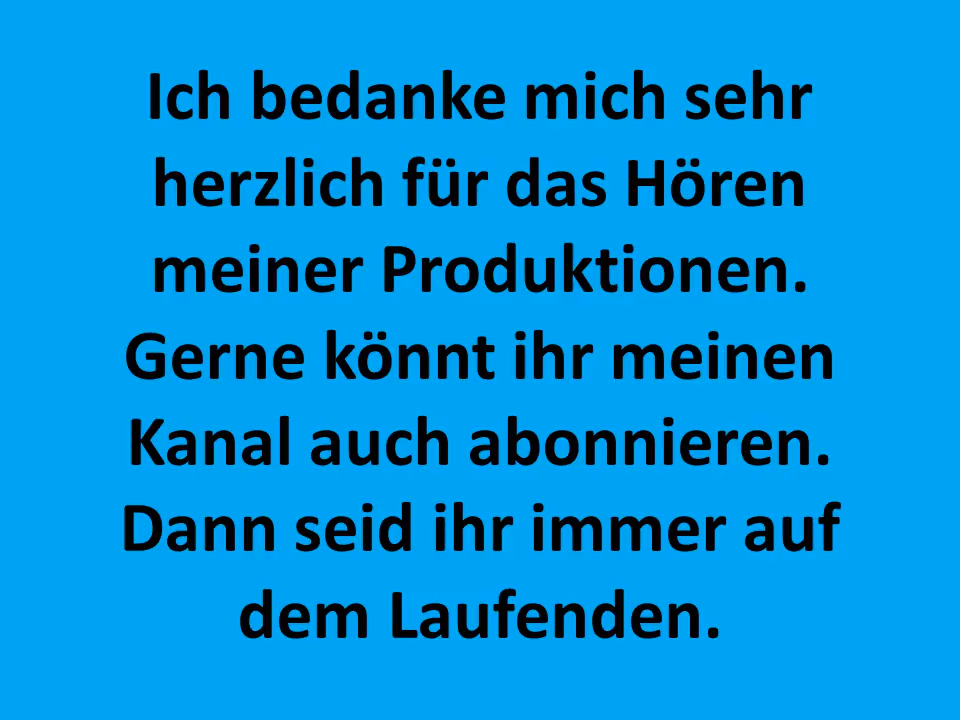 Ich bedanke mich sehr
herzlich für das Hören
meiner Produktionen.
Gerne könnt ihr meinen
Kanal auch abonnieren.
Dann seid ihr immer auf
dem Laufenden.